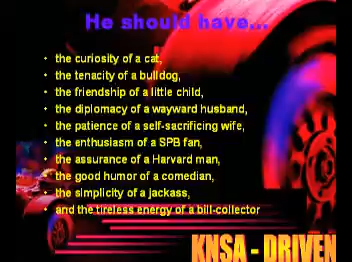 He should have...
• the curiosity of a cat,
• the tenacity of a bulldog,
• the friendship of a little child,
• the diplomacy of a wayward husband,
• the patience of a self-sacrificing wife,
• the enthusiasm of a SPB fan,
• the assurance of a Harvard man,
• the good humor of a comedian,
• the simplicity of a jackass,
• and the tireless energy of a bill-collector
KNSA - DRIVEN